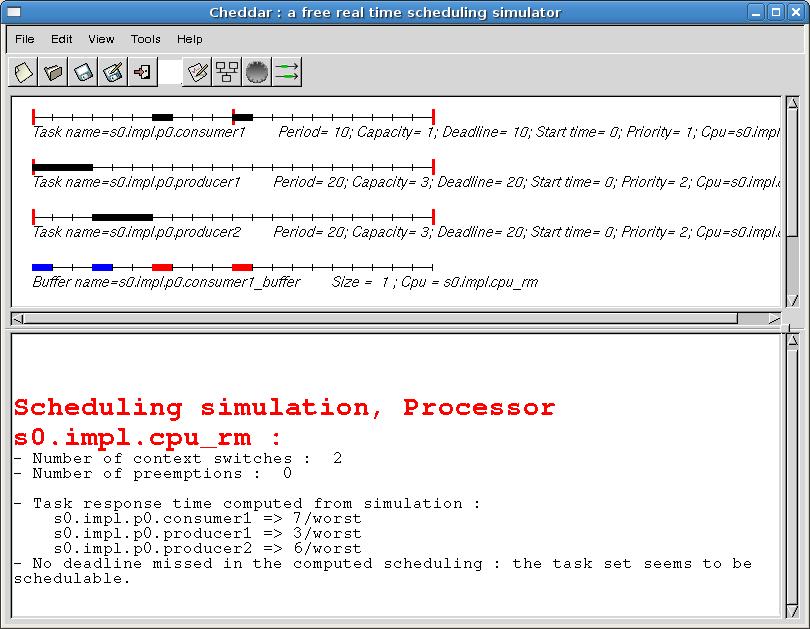 Cheddar : a free real time scheduling simulator
File Edit View Tools Help
Task name=s0.impl.p0.consumer1 Period= 10; Capacity= 1; Deadline= 10; Start time= 0; Priority= 1; Cpu=s0.impl
Task name=s0.impl.p0.producer1 Period= 20; Capacity= 3; Deadline= 20; Start time= 0; Priority= 2; Cpu=s0.impl.
Task name=s0.impl.p0.producer2 Period= 20; Capacity= 3; Deadline= 20; Start time= 0; Priority= 2; Cpu=s0.impl.
Buffer name=s0.impl.p0.consumer1_buffer Size = 1 ; Cpu = s0.impl.cpu_rm
Scheduling simulation, Processor
s0.impl.cpu_rm :
- Number of context switches : 2
- Number of preemptions : 0
- Task response time computed from simulation :
s0.impl.p0.consumer1 => 7/worst
s0.impl.p0.producer1 => 3/worst
s0.impl.p0.producer2 => 6/worst
- No deadline missed in the computed scheduling : the task set seems to be
schedulable.